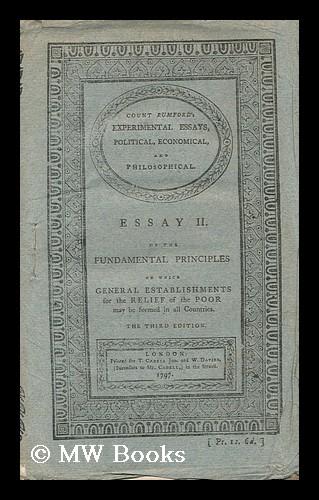 COUNT RUMFORD's
EXPERIMENTAL ESSAYS,
POLITICAL, ECONOMICAL,
AND
PHILOSOPHICAL.
ESSAY II.
OF THE
FUNDAMENTAL PRINCIPLES
ON WHICH
GENERAL ESTABLISHMENTS
for the RELIEF of the POOR
may be formed in all Countries.
THE THIRD EDITION.
LONDON:
Printed for T. CADELL Jun. and W. DAVIES,
(Successors to Mr. CADELL,) in the Strand.
1797.
[ Pr. 1s. 6d. ]
© MW Books